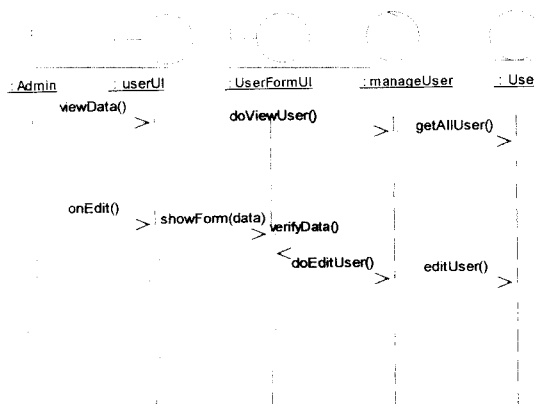 : Admin
: userUI
: UserFormUI
: manageUser
: Use
viewData()
doViewUser()
getAllUser()
onEdit()
showForm(data)
verifyData()
doEditUser()
editUser()